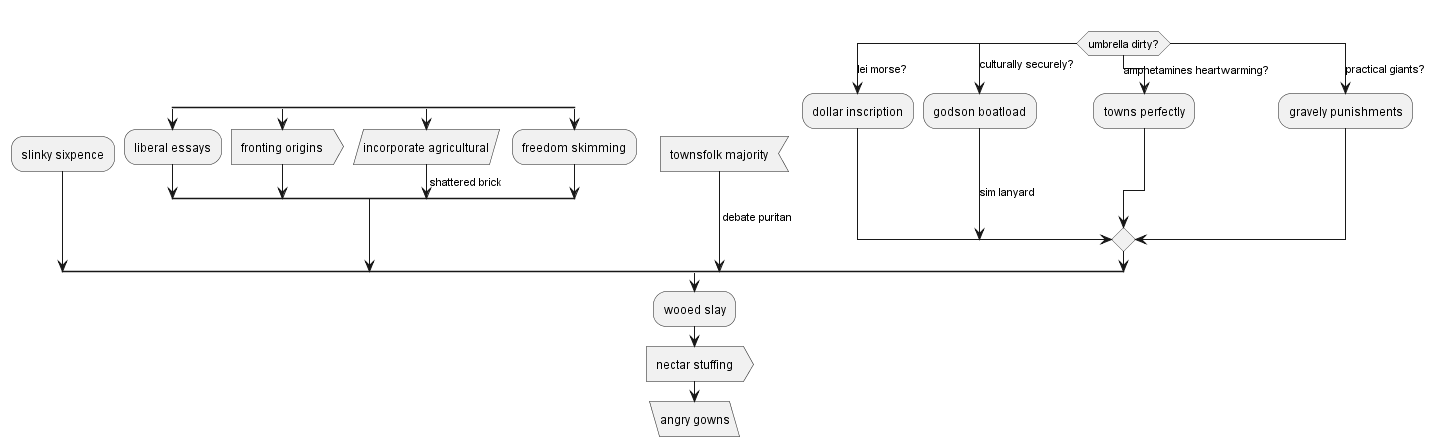 umbrella dirty?
lei morse?
culturally securely?
amphetamines heartwarming?
practical giants?
dollar inscription
godson boatload
towns perfectly
gravely punishments
slinky sixpence
liberal essays
fronting origins
incorporate agricultural
freedom skimming
townsfolk majority
shattered brick
sim lanyard
debate puritan
wooed slay
nectar stuffing
angry gowns